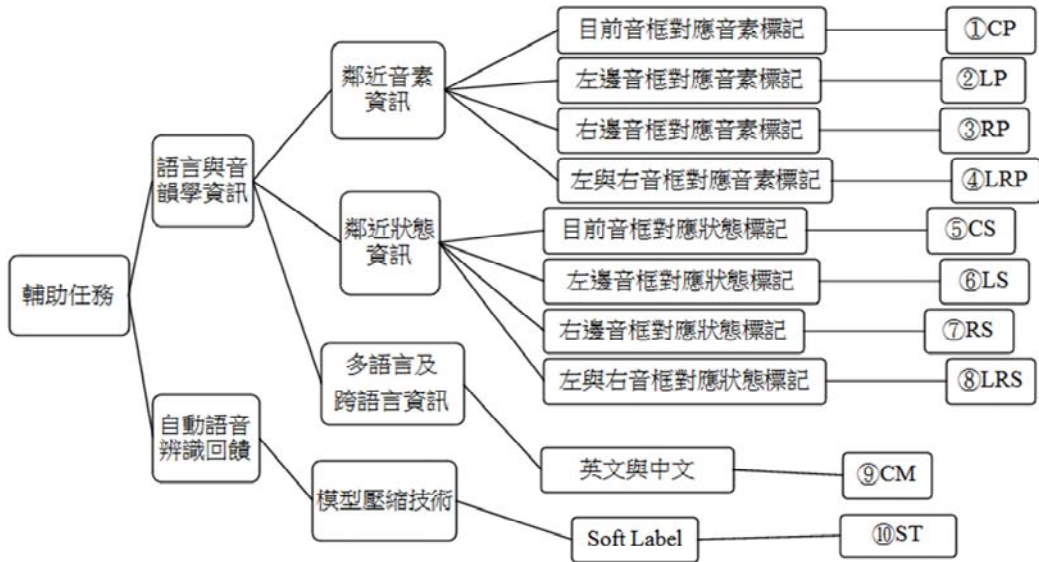 輔助任務
語言與音
韻學資訊
自動語音
辨識回饋
鄰近音素
資訊
鄰近狀態
資訊
多語言及
跨語言資訊
模型壓縮技術
目前音框對應音素標記
①CP
左邊音框對應音素標記
②LP
右邊音框對應音素標記
③RP
左與右音框對應音素標記
④LRP
目前音框對應狀態標記
⑤CS
左邊音框對應狀態標記
⑥LS
右邊音框對應狀態標記
⑦RS
左與右音框對應狀態標記
⑧LRS
英文與中文
⑨CM
Soft Label
⑩ST